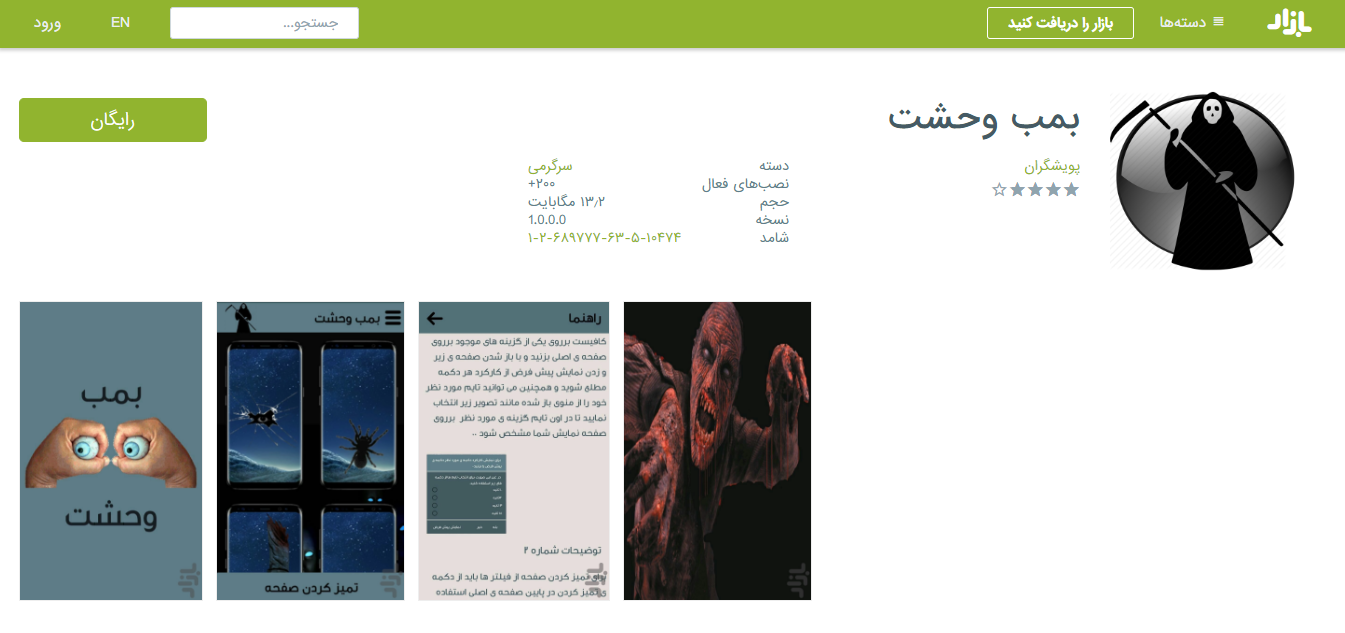 بازار
دسته‌ها
بازار را دریافت کنید
جستجو...
EN
ورود
بمب وحشت
پویشگران
رایگان
دسته سرگرمی
نصب‌های فعال ۲۰۰+
حجم ۱۳٫۲ مگابایت
نسخه 1.0.0.0
شامد ۱-۲-۶۸۹۷۷۷-۶۳-۵-۱۰۴۷۴
راهنما
کافیست برروی یکی از گزینه های موجود برروی
صفحه ی اصلی بزنید و با باز شدن صفحه ی زیر
و زدن نمایش پیش فرض از کارکرد هر دکمه
مطلع شوید و همچنین می توانید تایم مورد نظر
خود را از منوی باز شده مانند تصویر زیر انتخاب
نمایید تا در اون تایم گزینه ی مورد نظر برروی
صفحه نمایش شما مشخص شود ..
توضیحات شماره ۲
برای تمیز کردن صفحه از فیلتر ها باید از دکمه
ی تمیز کردن در پایین صفحه ی اصلی استفاده
بازار
بازار
بمب وحشت
تمیز کردن صفحه
بازار
بمب
وحشت
بازار